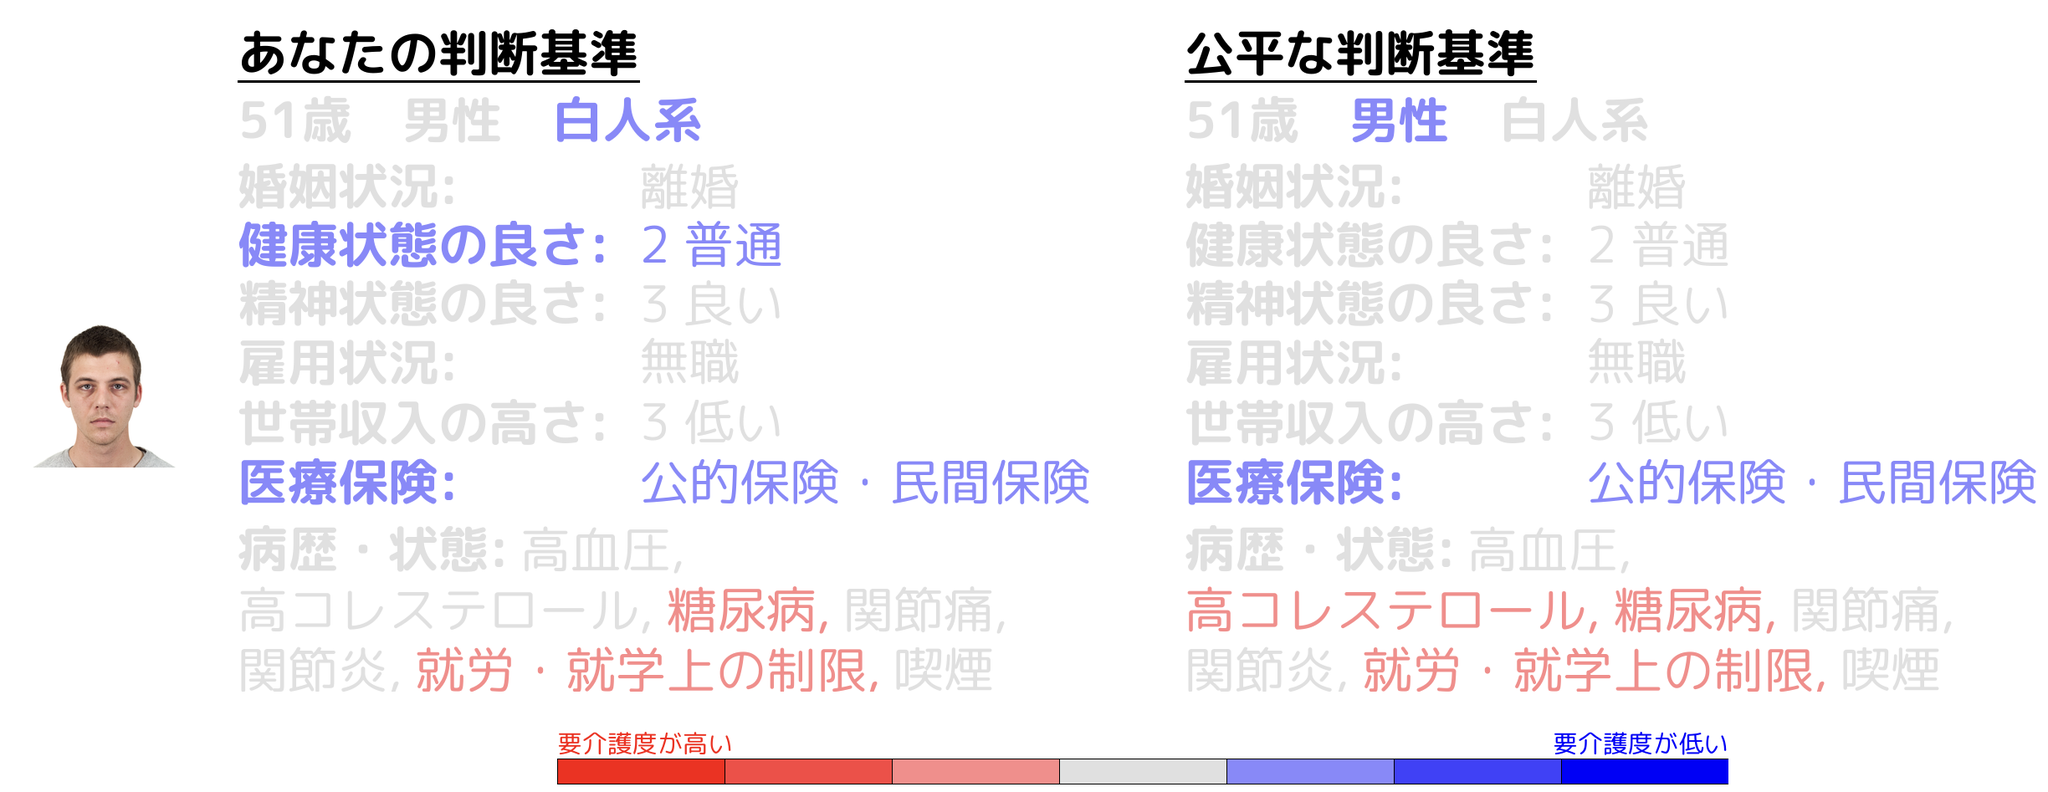 あなたの判断基準
51歳 男性 白人系
婚姻状況: 離婚
健康状態の良さ: 2 普通
精神状態の良さ: 3 良い
雇用状況: 無職
世帯収入の高さ: 3 低い
医療保険: 公的保険・民間保険
病歴・状態: 高血圧,
高コレステロール, 糖尿病, 関節痛,
関節炎, 就労・就学上の制限, 喫煙
公平な判断基準
51歳 男性 白人系
婚姻状況: 離婚
健康状態の良さ: 2 普通
精神状態の良さ: 3 良い
雇用状況: 無職
世帯収入の高さ: 3 低い
医療保険: 公的保険・民間保険
病歴・状態: 高血圧,
高コレステロール, 糖尿病, 関節痛,
関節炎, 就労・就学上の制限, 喫煙
要介護度が高い
要介護度が低い